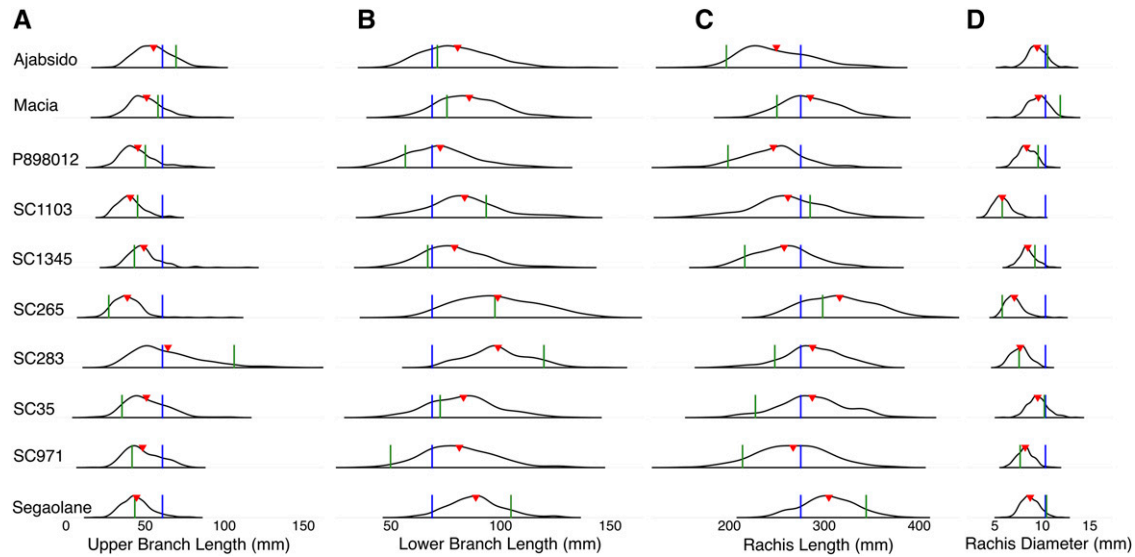 A B C D
Ajabsido
Macia
P898012
SC1103
SC1345
SC265
SC283
SC35
SC971
Segaolane
0 50 100 150 50 100 150 200 300 400 5 10 15
Upper Branch Length (mm) Lower Branch Length (mm) Rachis Length (mm) Rachis Diameter (mm)